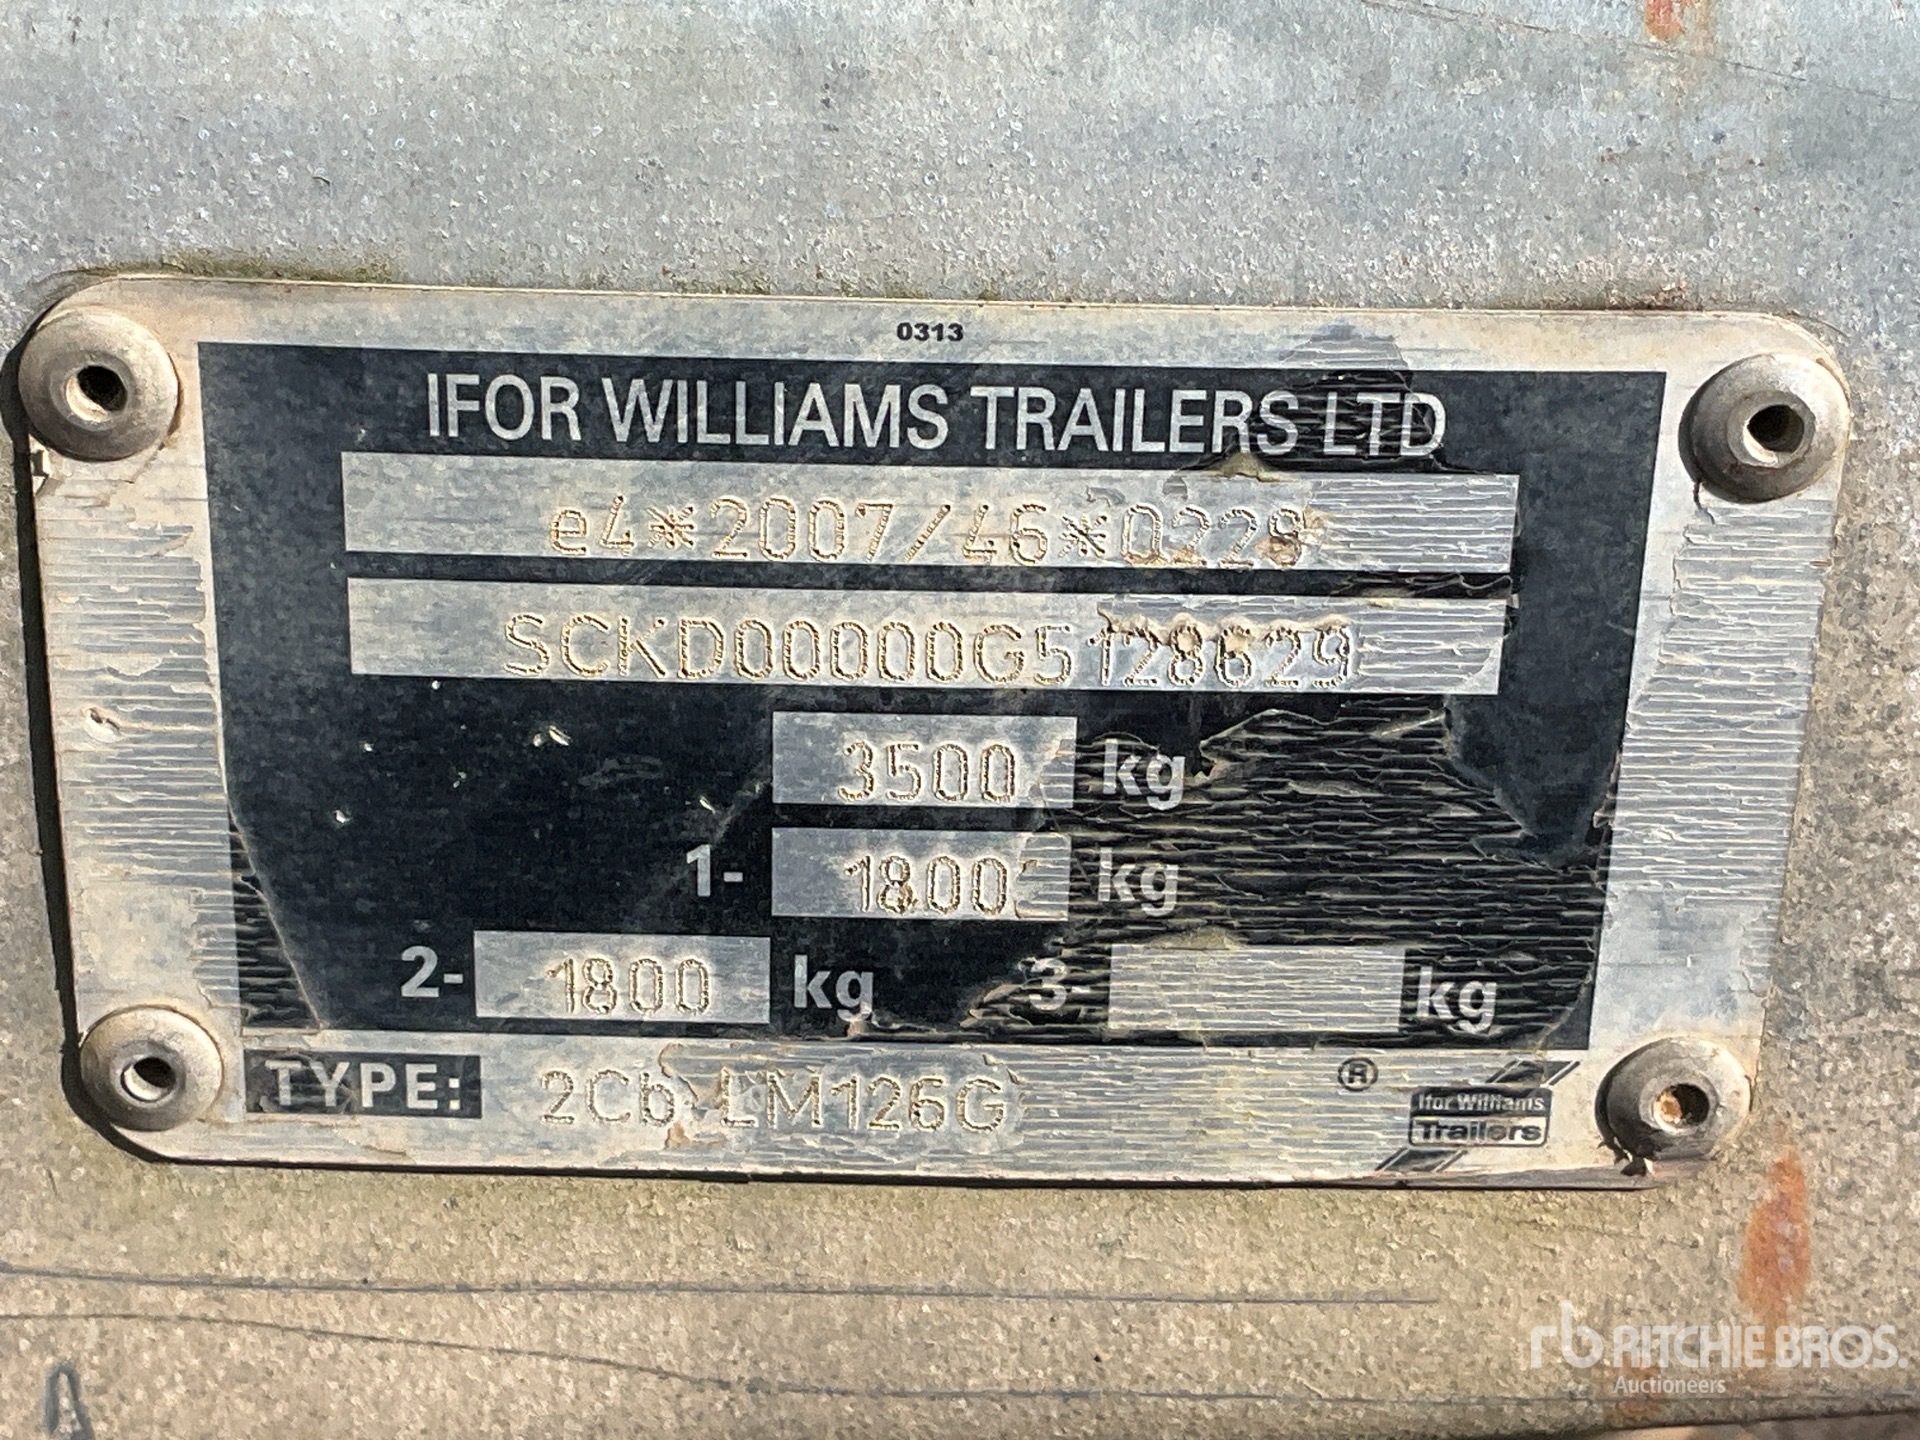 0313
IFOR WILLIAMS TRAILERS LTD
e4*2007/46*0228
SCKD00000G5128629
3500 kg
1- 1800 kg
2- 1800 kg 3- kg
TYPE: 2Cb LM126G ®
Ifor Williams
Trailers
rb RITCHIE BROS.
Auctioneers